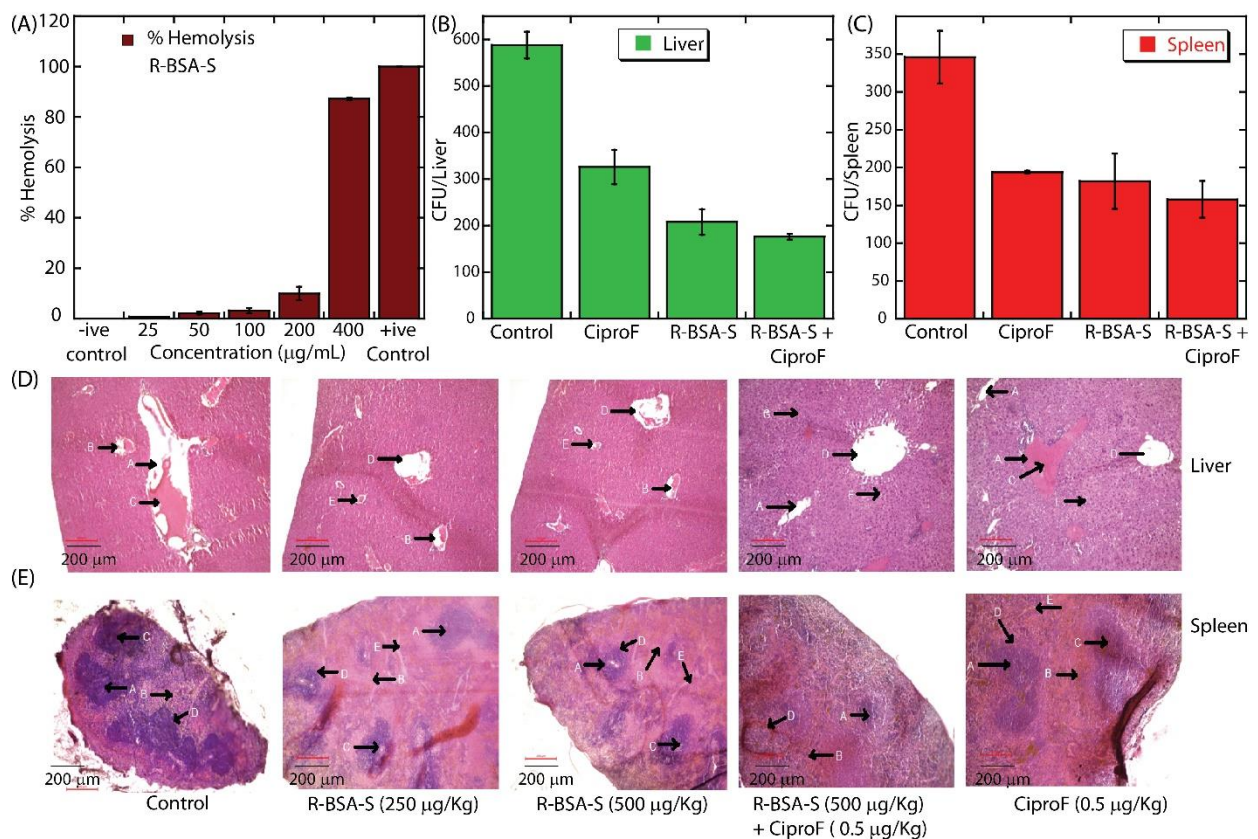 (A)
% Hemolysis
R-BSA-S
% Hemolysis
100
80
60
40
20
0
-ive control
25
50
100
200
400
+ive Control
Concentration (μg/mL)
(B)
Liver
CFU/Liver
600
500
400
300
200
100
0
Control
CiproF
R-BSA-S
R-BSA-S + CiproF
(C)
Spleen
CFU/Spleen
350
300
250
200
150
100
50
0
Control
CiproF
R-BSA-S
R-BSA-S + CiproF
(D)
B
A
C
200 μm
D
E
B
200 μm
D
E
B
200 μm
B
D
A
200 μm
A
A
C
D
200 μm
Liver
(E)
C
A
B
D
200 μm
A
E
D
B
C
200 μm
D
A
B
E
C
200 μm
A
D
B
200 μm
E
D
C
A
B
200 μm
Spleen
Control
R-BSA-S (250 μg/Kg)
R-BSA-S (500 μg/Kg)
R-BSA-S (500 μg/Kg)
+ CiproF ( 0.5 μg/Kg)
CiproF (0.5 μg/Kg)